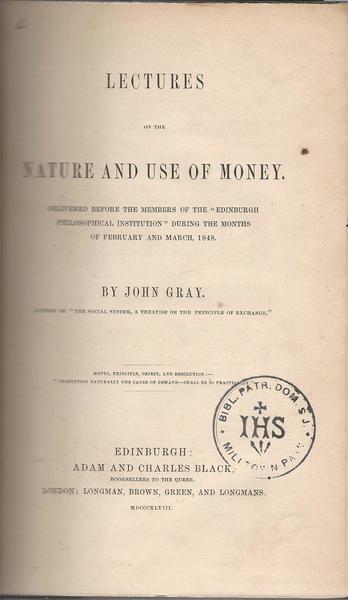 LECTURES
ON THE
NATURE AND USE OF MONEY.
DELIVERED BEFORE THE MEMBERS OF THE "EDINBURGH
PHILOSOPHICAL INSTITUTION" DURING THE MONTHS
OF FEBRUARY AND MARCH, 1848.
BY JOHN GRAY.
AUTHOR OF "THE SOCIAL SYSTEM, A TREATISE ON THE PRINCIPLE OF EXCHANGE."
MOTTO, PRINCIPLE, OBJECT, AND RESOLUTION:—
"PRODUCTION NATURALLY THE CAUSE OF DEMAND—SHALL BE SO PRACTICALLY
BIBL. PATR. DOM. S.J.
IHS
MILLTOWN PARK
EDINBURGH:
ADAM AND CHARLES BLACK,
BOOKSELLERS TO THE QUEEN.
LONDON; LONGMAN, BROWN, GREEN, AND LONGMANS.
MDCCCXLVIII.